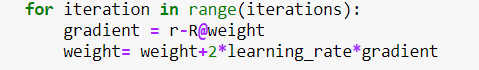 for iteration in range(iterations):
    gradient = r-R@weight
    weight= weight+2*learning_rate*gradient